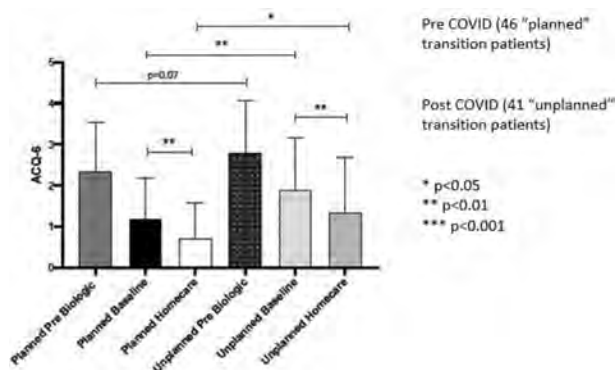 *
**
p=0.07
**
**
5
4
3
2
1
0
ACQ-6
Planned Pre Biologic
Planned Baseline
Planned Homecare
Unplanned Pre Biologic
Unplanned Baseline
Unplanned Homecare
Pre COVID (46 "planned"
transition patients)
Post COVID (41 "unplanned"
transition patients)
* p<0.05
** p<0.01
*** p<0.001